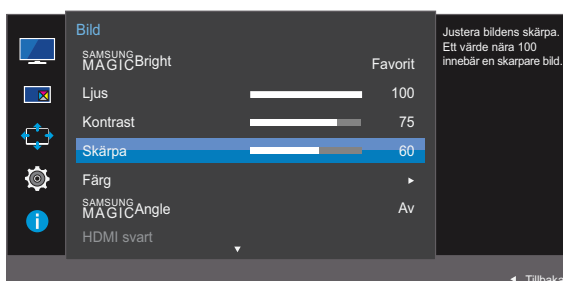 Bild
SAMSUNG MAGICBright Favorit
Ljus 100
Kontrast 75
Skärpa 60
Färg
SAMSUNG MAGICAngle Av
HDMI svart
Justera bildens skärpa.
Ett värde nära 100
innebär en skarpare bild.
Tillbaka